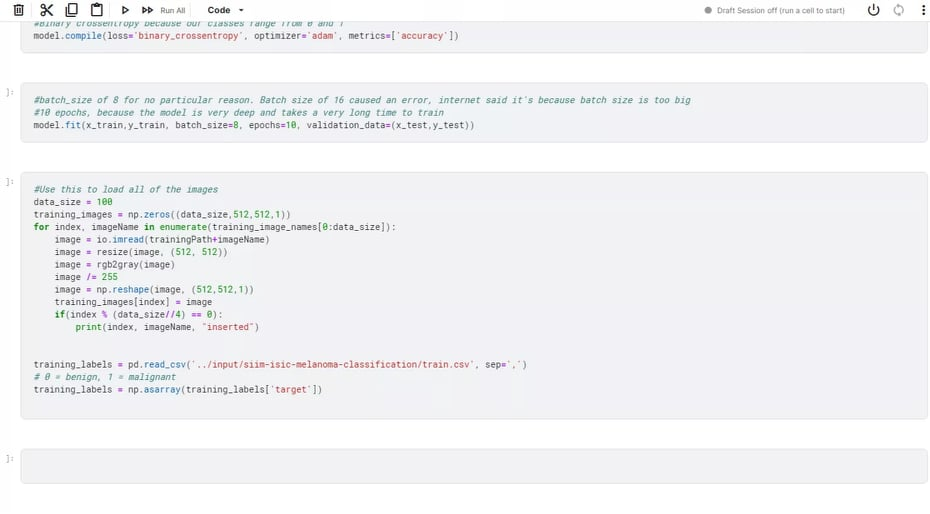 Run All Code Draft Session off (run a cell to start)
#Binary crossentropy because our classes range from 0 and 1
model.compile(loss='binary_crossentropy', optimizer='adam', metrics=['accuracy'])
]:
#batch_size of 8 for no particular reason. Batch size of 16 caused an error, internet said it's because batch size is too big
#10 epochs, because the model is very deep and takes a very long time to train
model.fit(x_train,y_train, batch_size=8, epochs=10, validation_data=(x_test,y_test))
]:
#Use this to load all of the images
data_size = 100
training_images = np.zeros((data_size,512,512,1))
for index, imageName in enumerate(training_image_names[0:data_size]):
    image = io.imread(trainingPath+imageName)
    image = resize(image, (512, 512))
    image = rgb2gray(image)
    image /= 255
    image = np.reshape(image, (512,512,1))
    training_images[index] = image
    if(index % (data_size//4) == 0):
        print(index, imageName, "inserted")
training_labels = pd.read_csv('../input/siim-isic-melanoma-classification/train.csv', sep=',')
# 0 = benign, 1 = malignant
training_labels = np.asarray(training_labels['target'])
]: